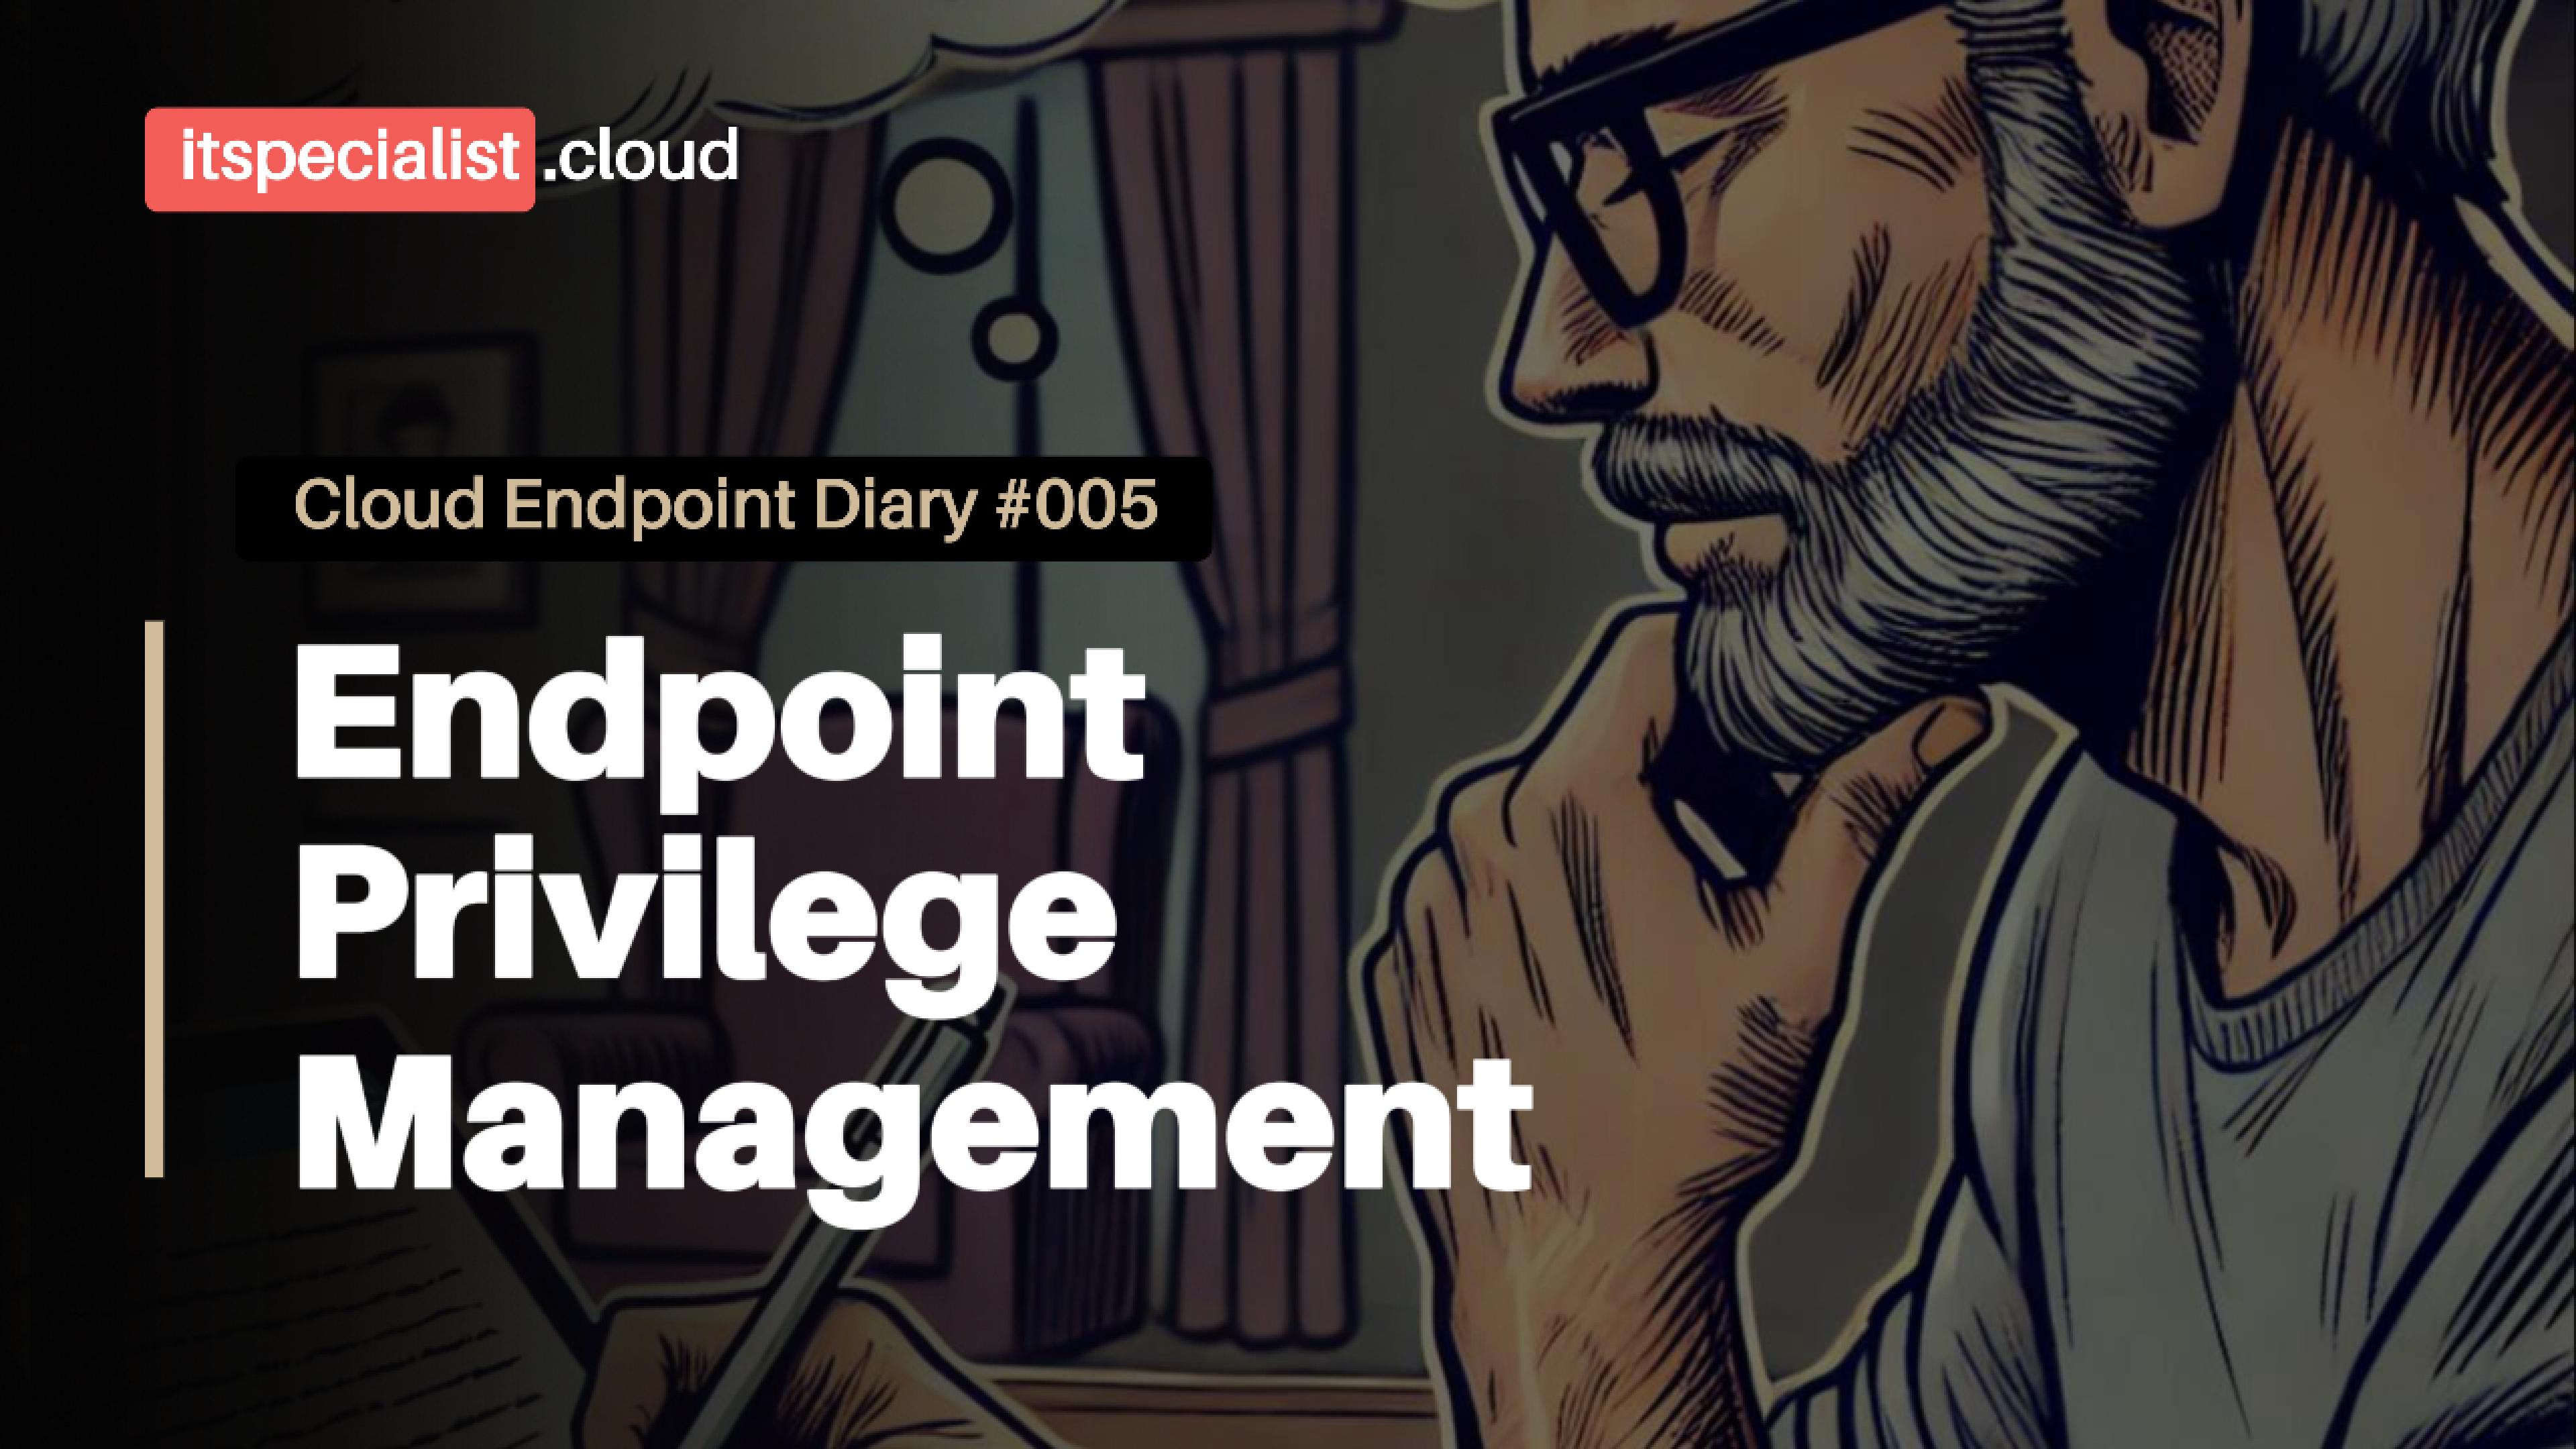 itspecialist.cloud
Cloud Endpoint Diary #005
Endpoint
Privilege
Management